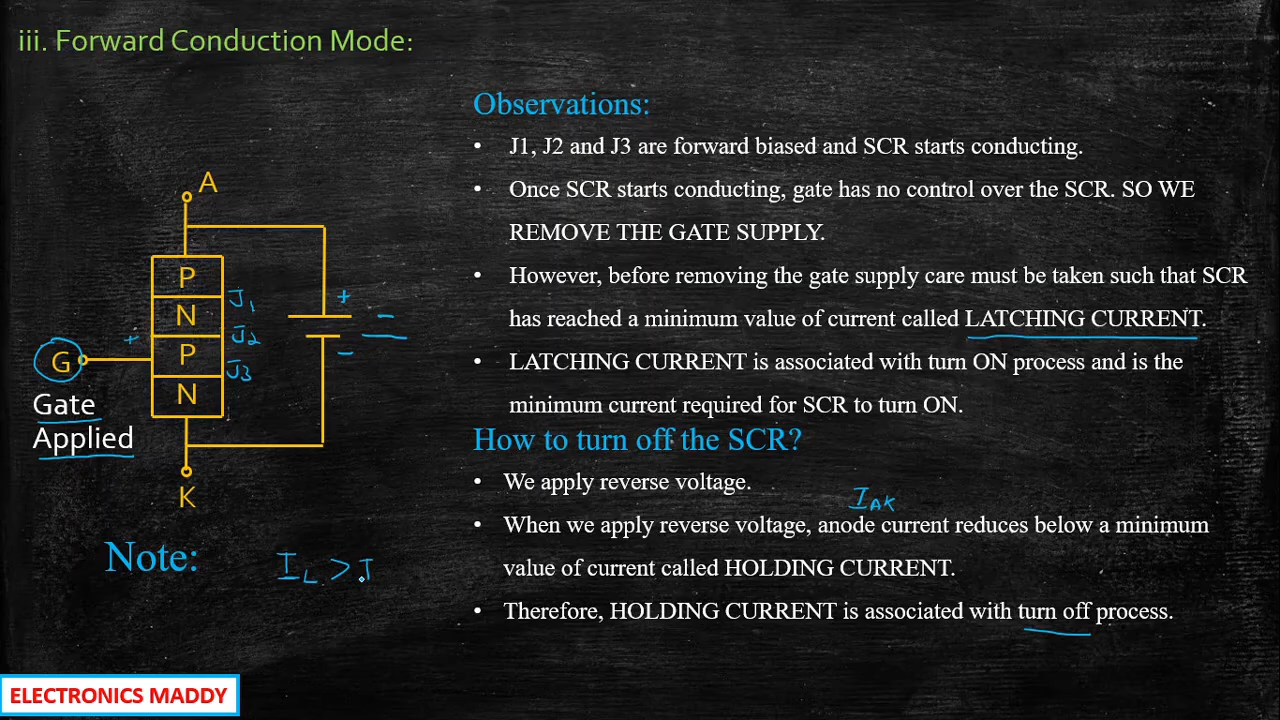 iii. Forward Conduction Mode:
Observations:
• J1, J2 and J3 are forward biased and SCR starts conducting.
• Once SCR starts conducting, gate has no control over the SCR. SO WE
REMOVE THE GATE SUPPLY.
• However, before removing the gate supply care must be taken such that SCR
has reached a minimum value of current called LATCHING CURRENT.
• LATCHING CURRENT is associated with turn ON process and is the
minimum current required for SCR to turn ON.
How to turn off the SCR?
• We apply reverse voltage.
I_AK
• When we apply reverse voltage, anode current reduces below a minimum
value of current called HOLDING CURRENT.
• Therefore, HOLDING CURRENT is associated with turn off process.
A
P
J1
N
J2
P
J3
N
K
+
-
-
+
G
Gate
Applied
Note:
I_L > I
ELECTRONICS MADDY